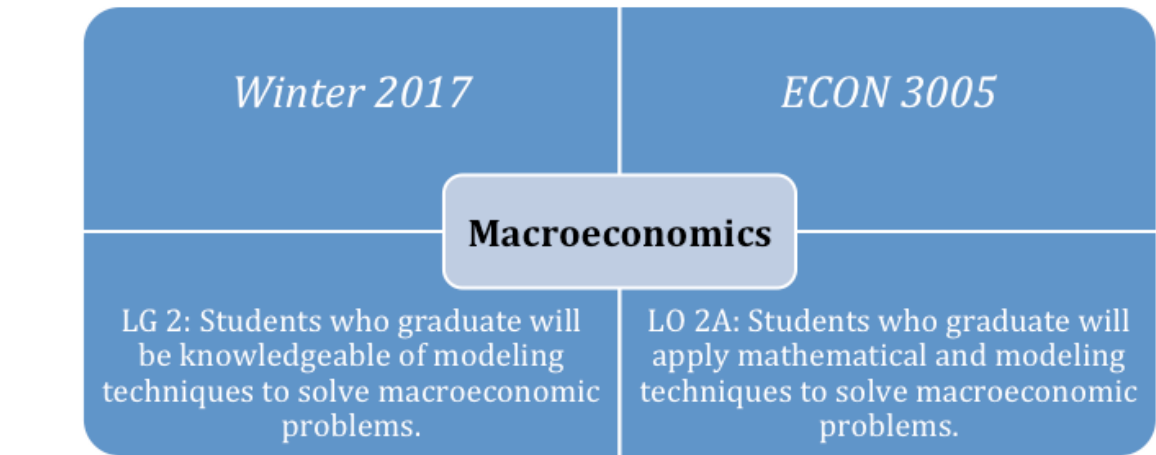 Winter 2017
ECON 3005
Macroeconomics
LG 2: Students who graduate will
be knowledgeable of modeling
techniques to solve macroeconomic
problems.
LO 2A: Students who graduate will
apply mathematical and modeling
techniques to solve macroeconomic
problems.